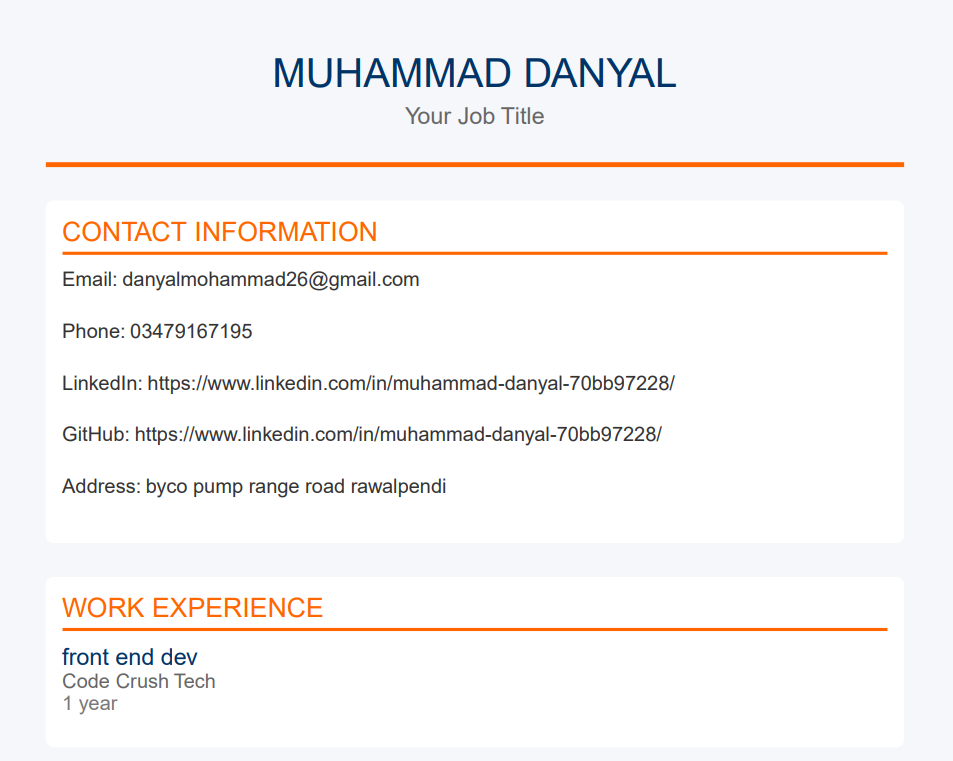 MUHAMMAD DANYAL
Your Job Title
CONTACT INFORMATION
Email: danyalmohammad26@gmail.com
Phone: 03479167195
LinkedIn: https://www.linkedin.com/in/muhammad-danyal-70bb97228/
GitHub: https://www.linkedin.com/in/muhammad-danyal-70bb97228/
Address: byco pump range road rawalpendi
WORK EXPERIENCE
front end dev
Code Crush Tech
1 year